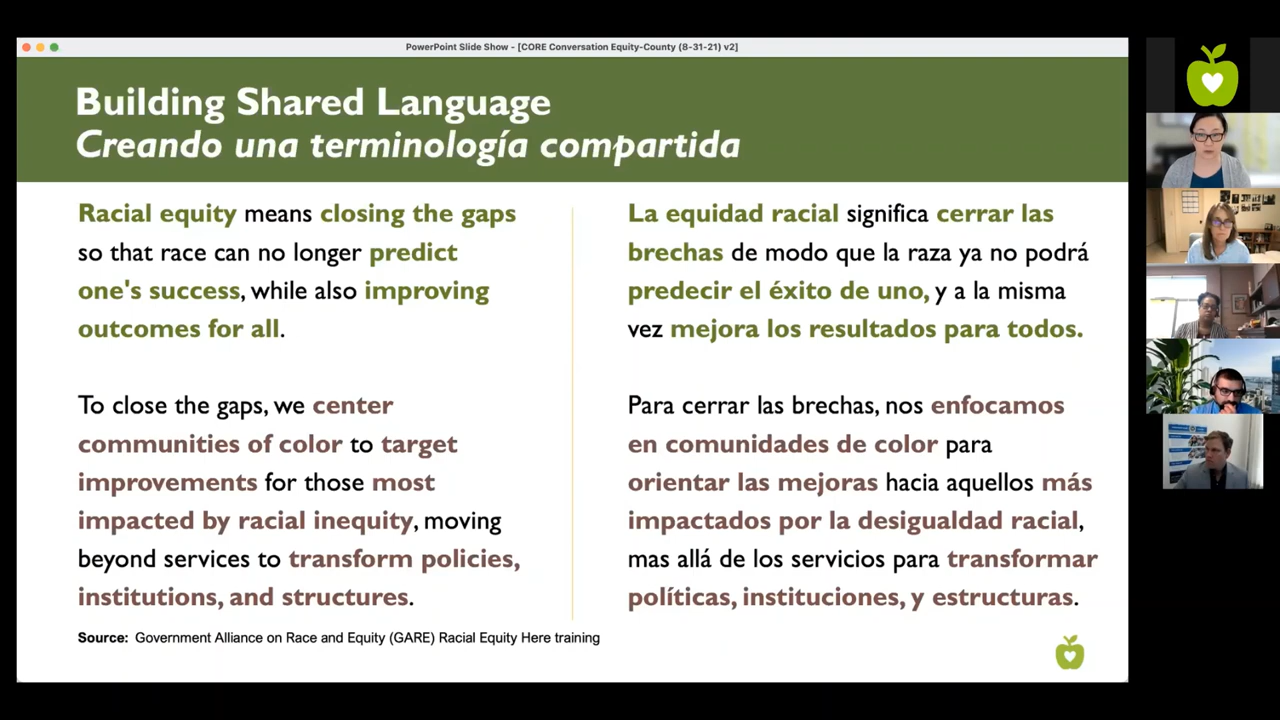 PowerPoint Slide Show - [CORE Conversation Equity-County (8-31-21) v2]
Building Shared Language
Creando una terminología compartida
Racial equity means closing the gaps
so that race can no longer predict
one's success, while also improving
outcomes for all.
To close the gaps, we center
communities of color to target
improvements for those most
impacted by racial inequity, moving
beyond services to transform policies,
institutions, and structures.
La equidad racial significa cerrar las
brechas de modo que la raza ya no podrá
predecir el éxito de uno, y a la misma
vez mejora los resultados para todos.
Para cerrar las brechas, nos enfocamos
en comunidades de color para
orientar las mejoras hacia aquellos más
impactados por la desigualdad racial,
mas allá de los servicios para transformar
políticas, instituciones, y estructuras.
Source: Government Alliance on Race and Equity (GARE) Racial Equity Here training